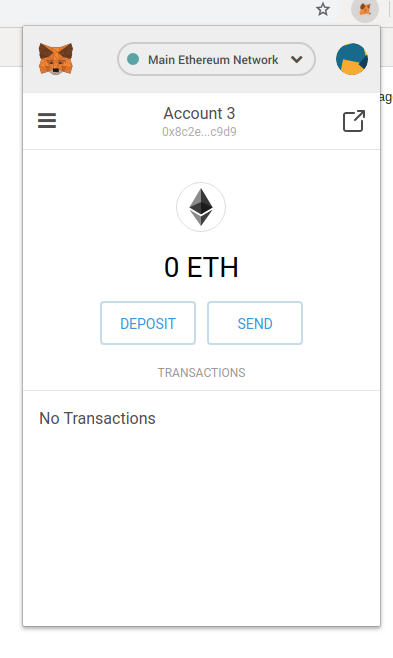 Main Ethereum Network
Account 3
0x8c2e...c9d9
0 ETH
DEPOSIT
SEND
TRANSACTIONS
No Transactions